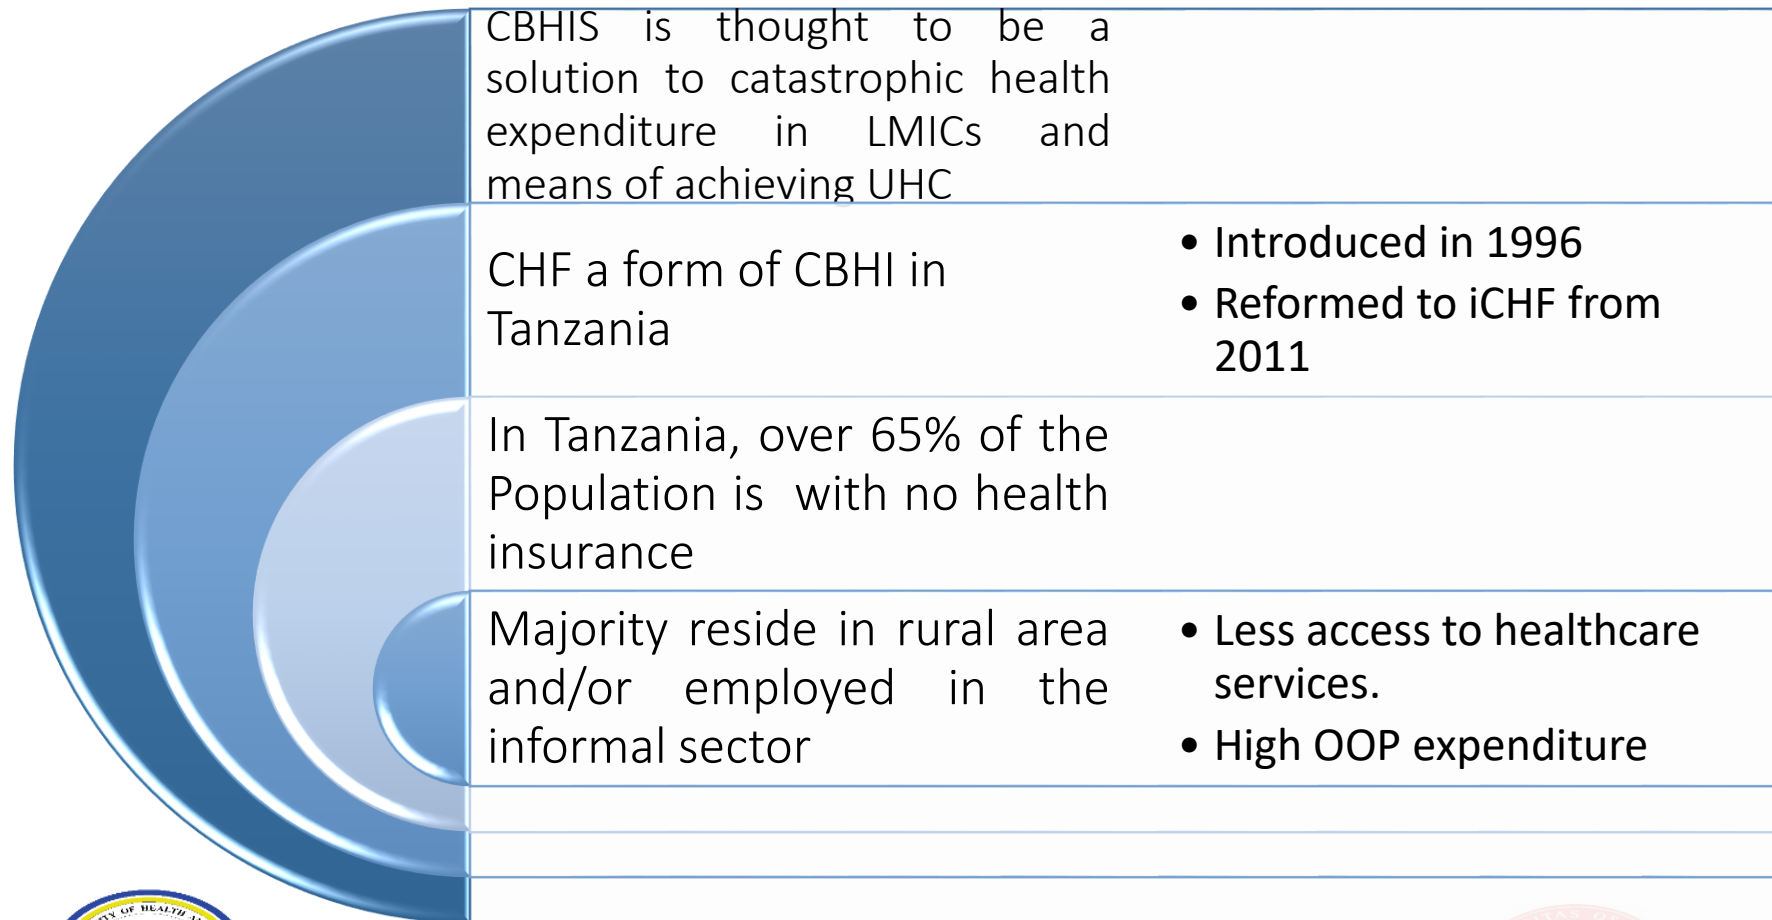 CBHIS is thought to be a
solution to catastrophic health
expenditure in LMICs and
means of achieving UHC
CHF a form of CBHI in
Tanzania
• Introduced in 1996
• Reformed to iCHF from
2011
In Tanzania, over 65% of the
Population is with no health
insurance
Majority reside in rural area
and/or employed in the
informal sector
• Less access to healthcare
services.
• High OOP expenditure
OF HEALTH